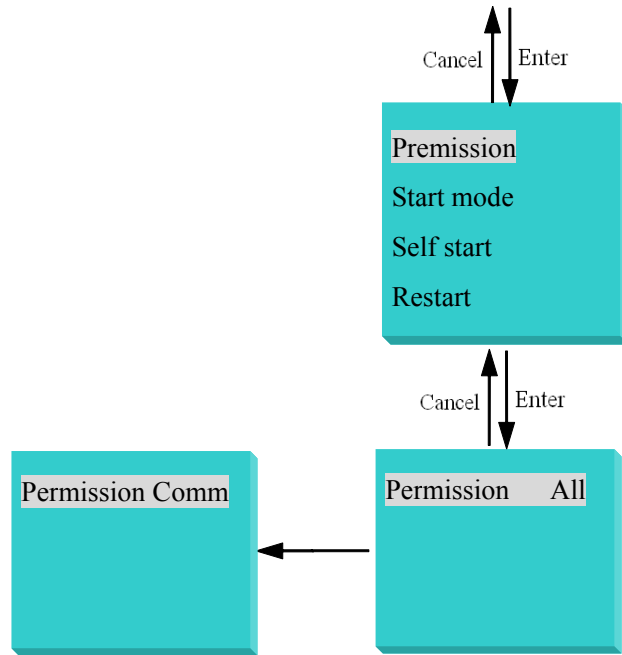 Cancel Enter
Premission
Start mode
Self start
Restart
Cancel Enter
Permission Comm
Permission All